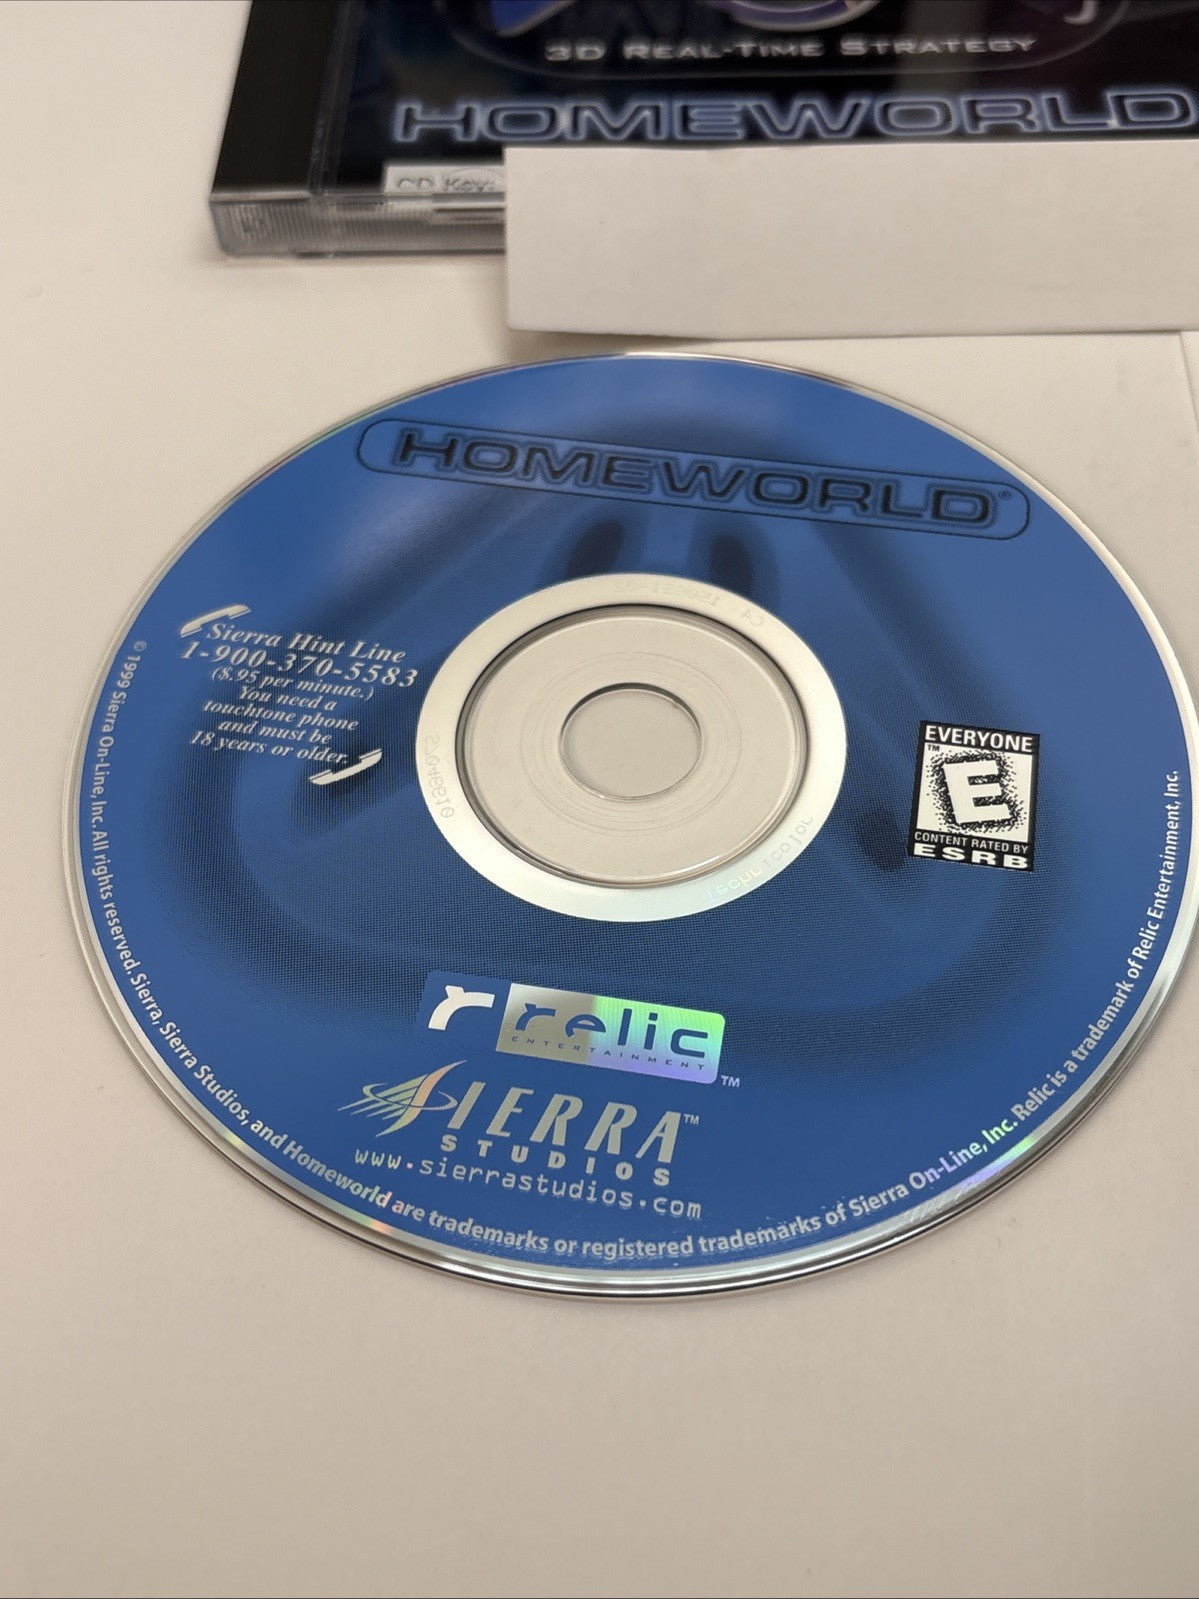 3D REAL-TIME STRATEGY
HOMEWORLD
CD Key:
HOMEWORLD®
Sierra Hint Line
1-900-370-5583
($.95 per minute.)
You need a
touchtone phone
and must be
18 years or older.
EVERYONE
™
E
CONTENT RATED BY
ESRB
r relic
ENTERTAINMENT
™
SIERRA™
STUDIOS
www.sierrastudios.com
© 1999 Sierra On-Line, Inc. All rights reserved. Sierra, Sierra Studios, and Homeworld are trademarks or registered trademarks of Sierra On-Line, Inc. Relic is a trademark of Relic Entertainment, Inc.
Technicolor